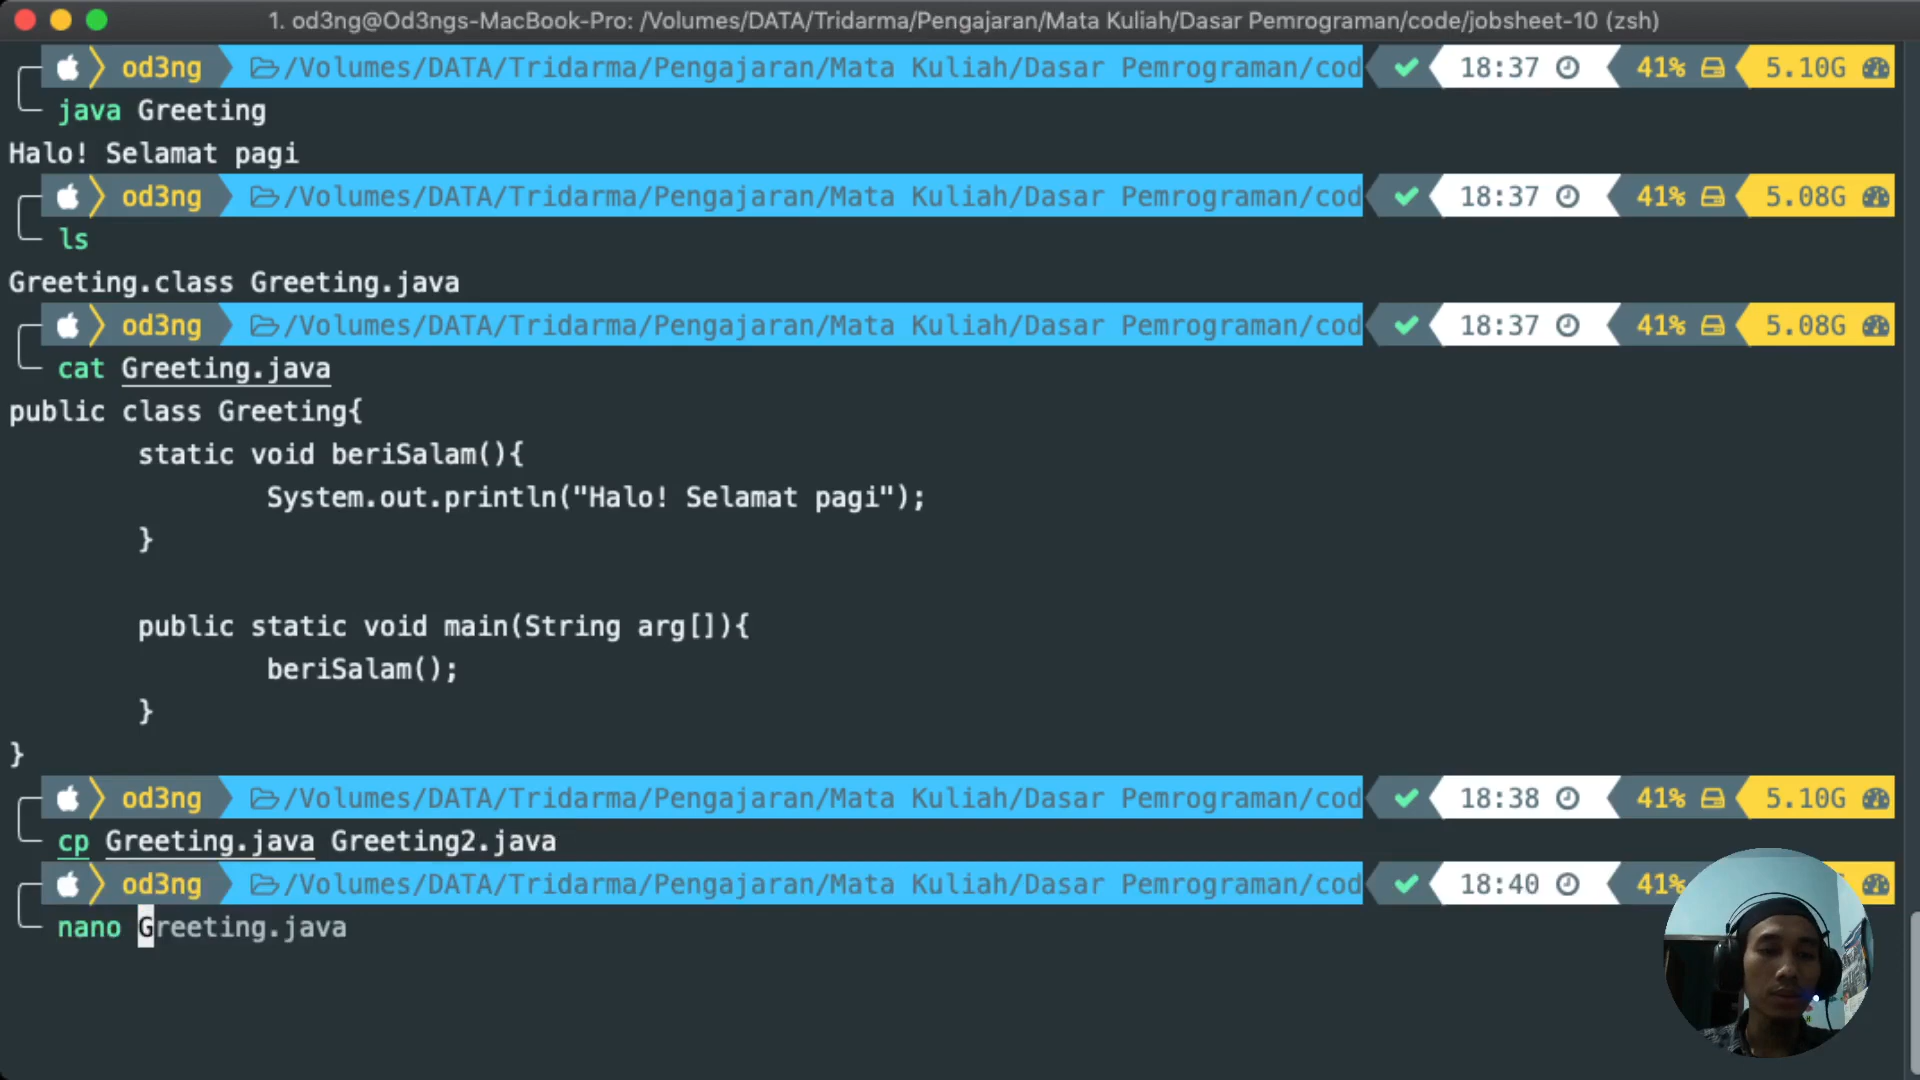 1. od3ng@Od3ngs-MacBook-Pro: /Volumes/DATA/Tridarma/Pengajaran/Mata Kuliah/Dasar Pemrograman/code/jobsheet-10 (zsh)
od3ng /Volumes/DATA/Tridarma/Pengajaran/Mata Kuliah/Dasar Pemrograman/cod 18:37 41% 5.10G
java Greeting
Halo! Selamat pagi
od3ng /Volumes/DATA/Tridarma/Pengajaran/Mata Kuliah/Dasar Pemrograman/cod 18:37 41% 5.08G
ls
Greeting.class Greeting.java
od3ng /Volumes/DATA/Tridarma/Pengajaran/Mata Kuliah/Dasar Pemrograman/cod 18:37 41% 5.08G
cat Greeting.java
public class Greeting{
static void beriSalam(){
System.out.println("Halo! Selamat pagi");
}
public static void main(String arg[]){
beriSalam();
}
}
od3ng /Volumes/DATA/Tridarma/Pengajaran/Mata Kuliah/Dasar Pemrograman/cod 18:38 41% 5.10G
cp Greeting.java Greeting2.java
od3ng /Volumes/DATA/Tridarma/Pengajaran/Mata Kuliah/Dasar Pemrograman/cod 18:40 41%
nano Greeting.java